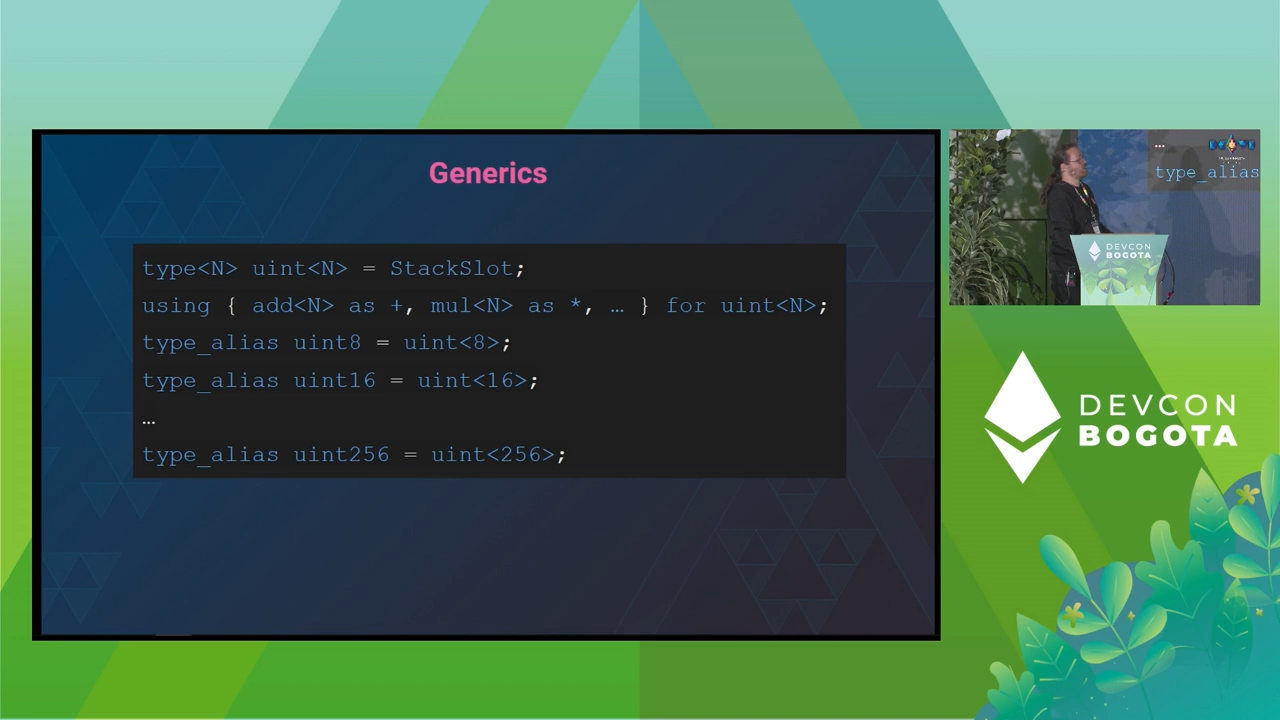 Generics
type<N> uint<N> = StackSlot;
using { add<N> as +, mul<N> as *, … } for uint<N>;
type_alias uint8 = uint<8>;
type_alias uint16 = uint<16>;
…
type_alias uint256 = uint<256>;
…
type_alias
DEVCON
BOGOTA
DEVCON
BOGOTA